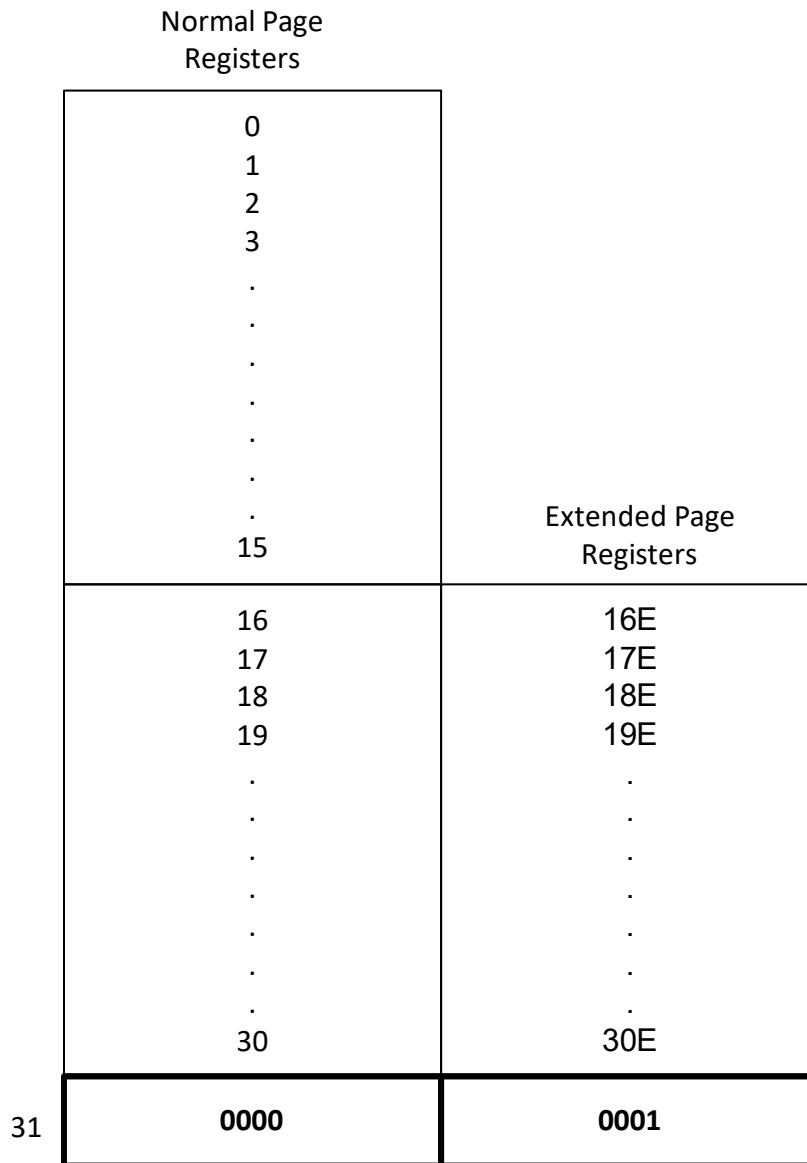 Normal Page
Registers
0
1
2
3
.
.
.
.
.
.
.
15
Extended Page
Registers
16 16E
17 17E
18 18E
19 19E
. .
. .
. .
. .
. .
. .
. .
30 30E
31 0000 0001